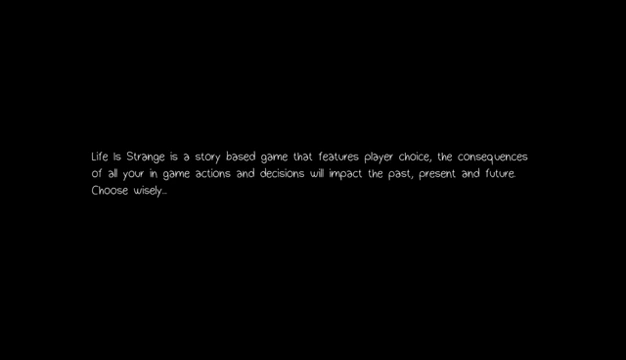 Life Is Strange is a story based game that features player choice, the consequences
of all your in game actions and decisions will impact the past, present and future.
Choose wisely...